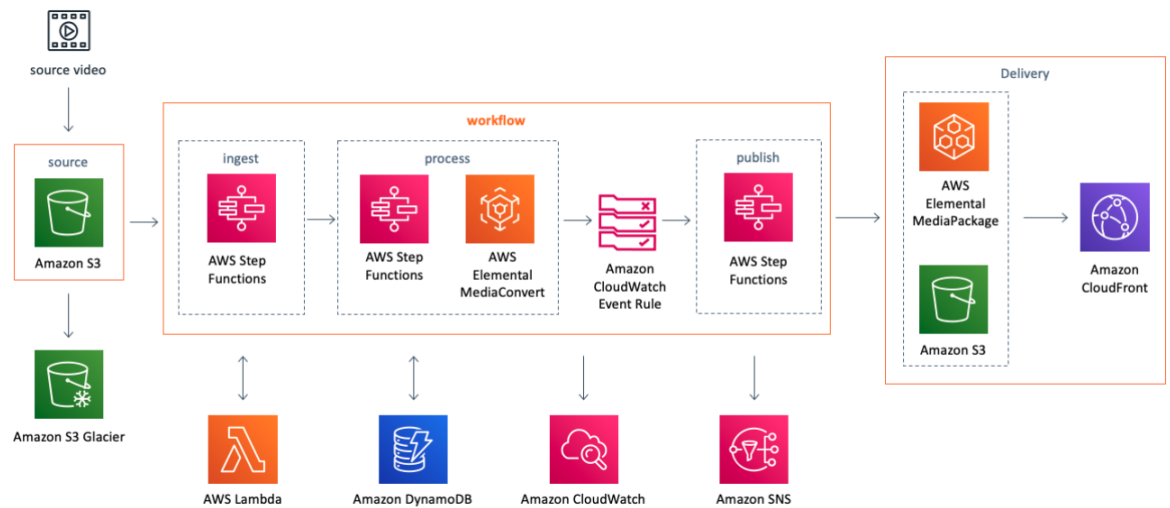 source video
source
Amazon S3
Amazon S3 Glacier
workflow
ingest
AWS Step
Functions
process
AWS Step
Functions
AWS
Elemental
MediaConvert
Amazon
CloudWatch
Event Rule
publish
AWS Step
Functions
AWS Lambda
Amazon DynamoDB
Amazon CloudWatch
Amazon SNS
Delivery
AWS
Elemental
MediaPackage
Amazon S3
Amazon
CloudFront